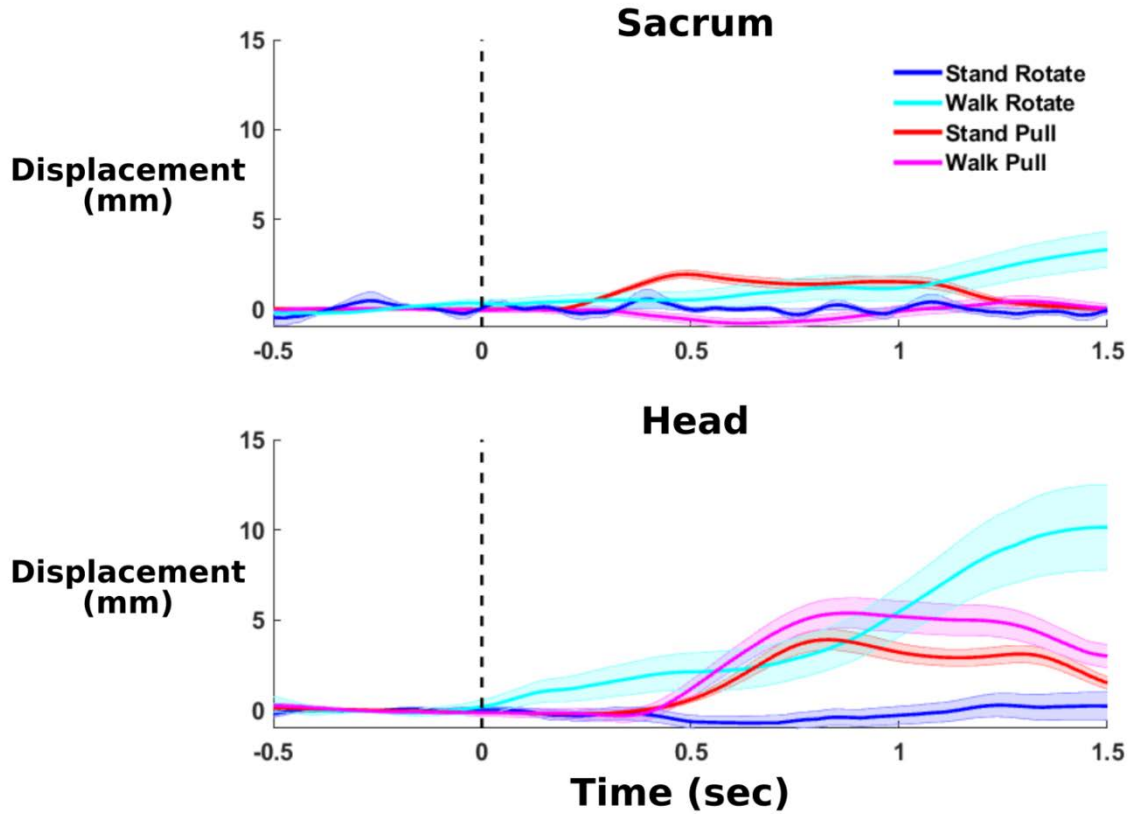 Sacrum
15
10
5
0
Displacement
(mm)
Stand Rotate
Walk Rotate
Stand Pull
Walk Pull
-0.5 0 0.5 1 1.5
Head
15
10
5
0
Displacement
(mm)
-0.5 0 0.5 1 1.5
Time (sec)